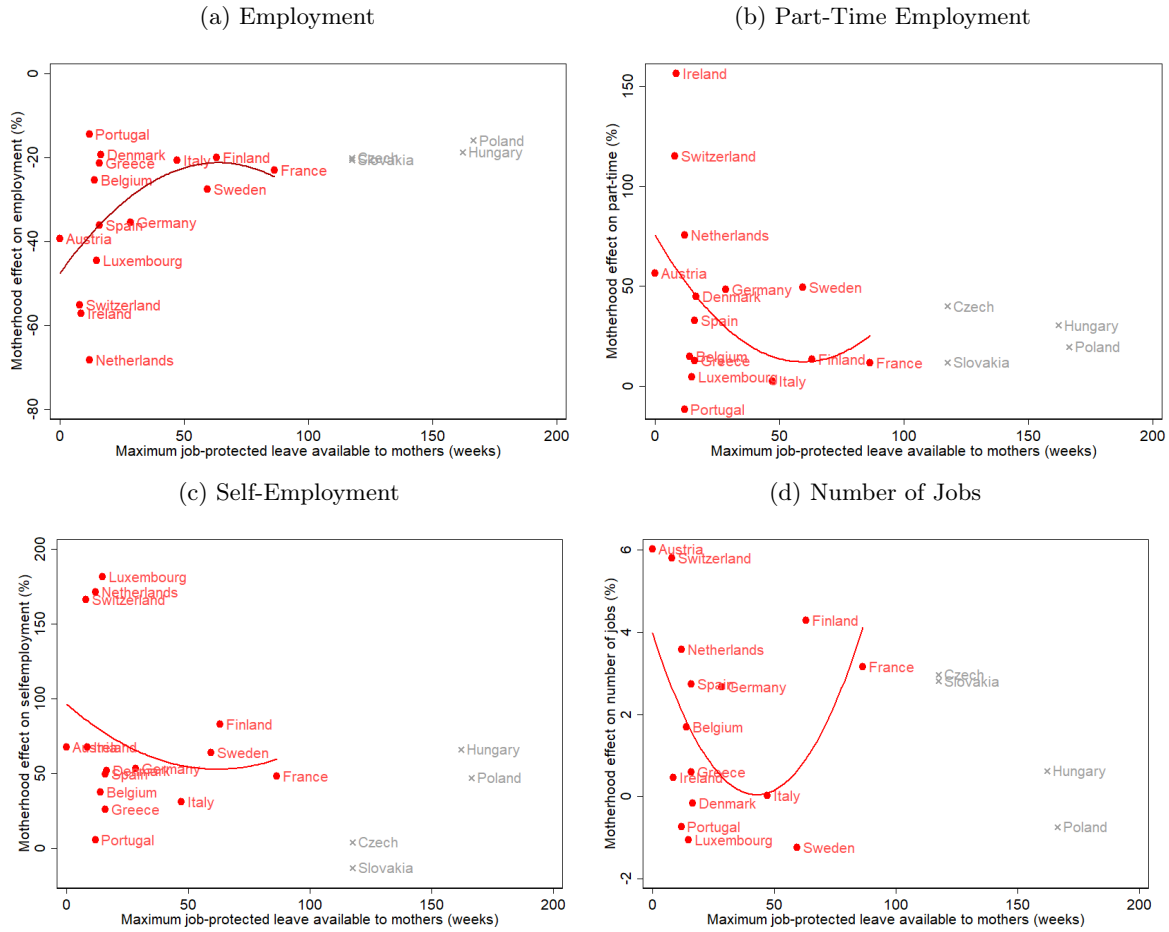 (a) Employment
Motherhood effect on employment (%)
0
-20
-40
-60
-80
Portugal
Denmark
Greece
Belgium
Italy
Finland
France
Sweden
Spain
Germany
Austria
Luxembourg
Switzerland
Ireland
Netherlands
Czech
Slovakia
Poland
Hungary
0 50 100 150 200
Maximum job-protected leave available to mothers (weeks)
(b) Part-Time Employment
Motherhood effect on part-time (%)
150
100
50
0
Ireland
Switzerland
Netherlands
Austria
Germany
Sweden
Denmark
Spain
Belgium
Greece
Finland
France
Luxembourg
Italy
Portugal
Czech
Hungary
Poland
Slovakia
0 50 100 150 200
Maximum job-protected leave available to mothers (weeks)
(c) Self-Employment
Motherhood effect on selfemployment (%)
200
150
100
50
0
Luxembourg
Netherlands
Switzerland
Finland
Austria
Ireland
Sweden
Germany
Denmark
Spain
France
Belgium
Italy
Greece
Portugal
Hungary
Poland
Czech
Slovakia
0 50 100 150 200
Maximum job-protected leave available to mothers (weeks)
(d) Number of Jobs
Motherhood effect on number of jobs (%)
6
4
2
0
-2
Austria
Switzerland
Finland
Netherlands
France
Spain
Germany
Belgium
Greece
Ireland
Italy
Denmark
Portugal
Luxembourg
Sweden
Czech
Slovakia
Hungary
Poland
0 50 100 150 200
Maximum job-protected leave available to mothers (weeks)